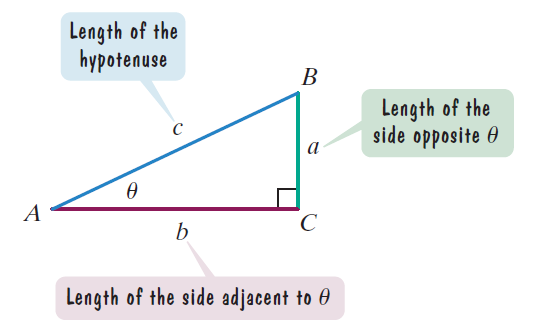 Length of the
hypotenuse
B
c
Length of the
side opposite θ
a
θ
A
C
b
Length of the side adjacent to θ